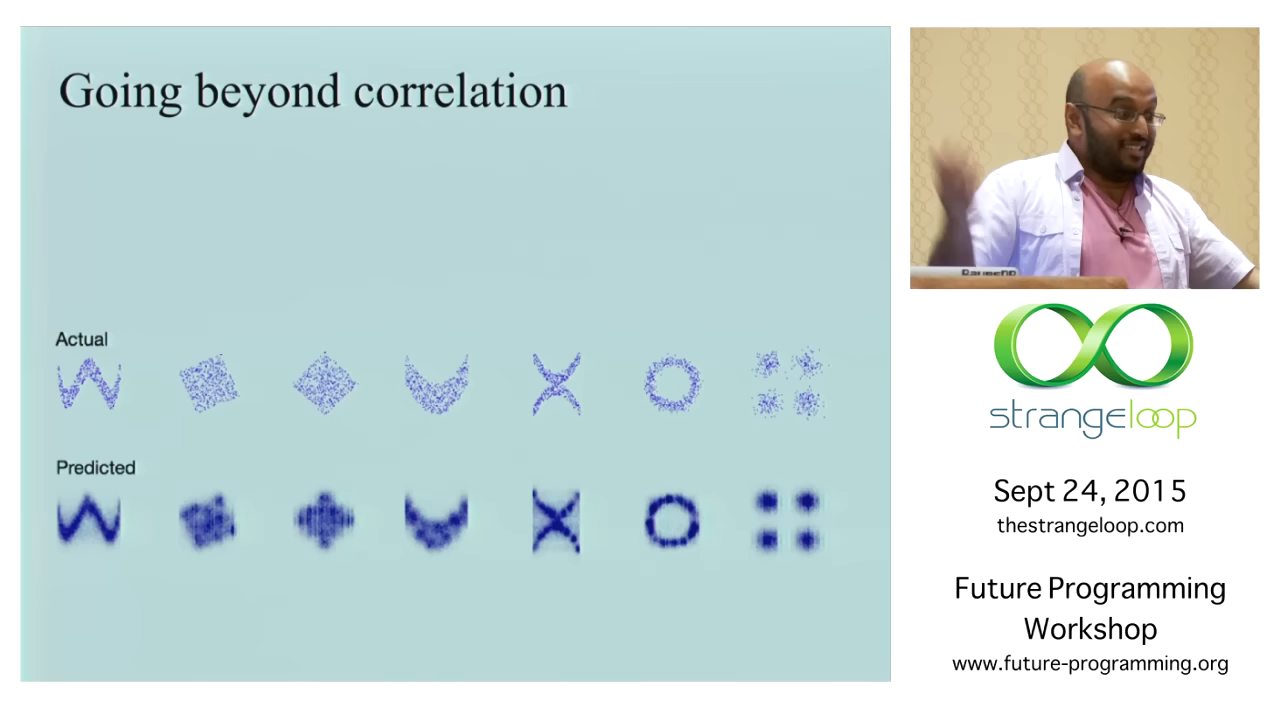 Going beyond correlation
Actual
Predicted
strangeloop
Sept 24, 2015
thestrangeloop.com
Future Programming
Workshop
www.future-programming.org